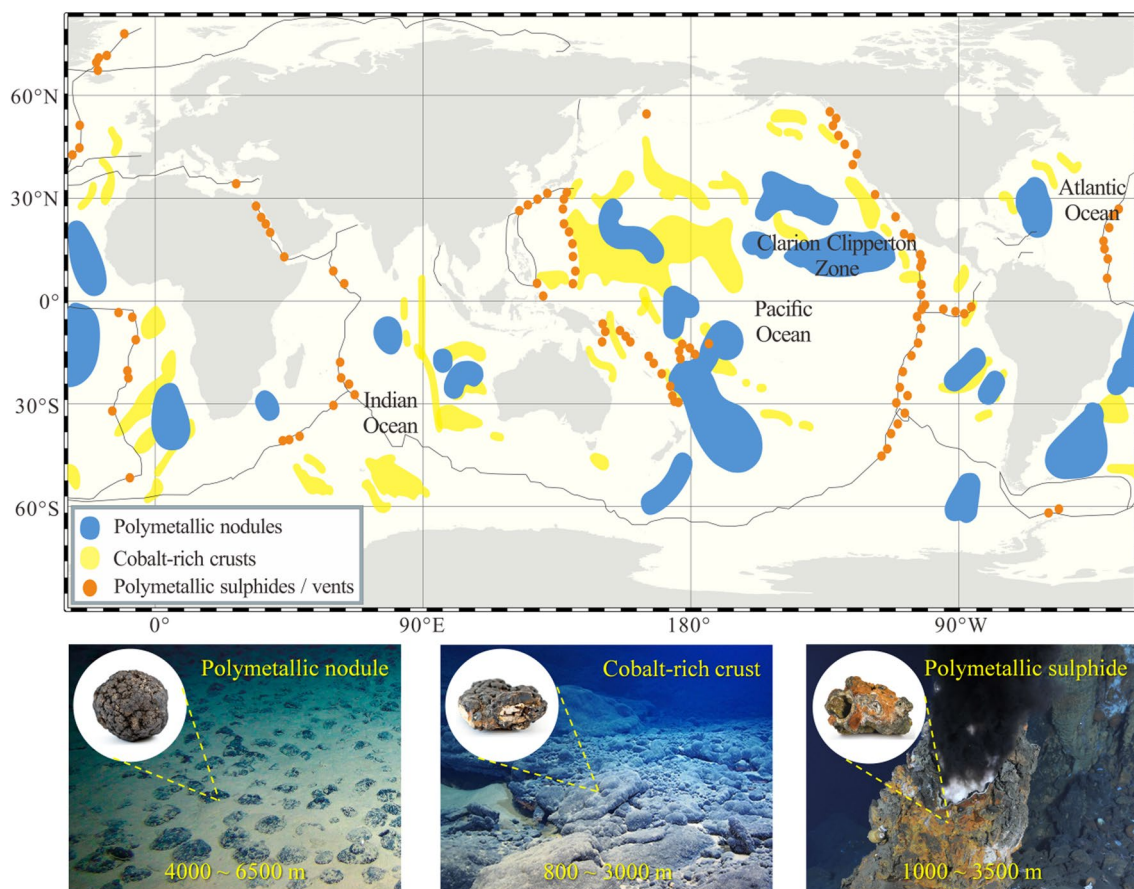 60°N
30°N
0°
30°S
60°S
Atlantic
Ocean
Clarion Clipperton
Zone
Pacific
Ocean
Indian
Ocean
Polymetallic nodules
Cobalt-rich crusts
Polymetallic sulphides / vents
0°
90°E
180°
90°W
Polymetallic nodule
4000 ~ 6500 m
Cobalt-rich crust
800 ~ 3000 m
Polymetallic sulphide
1000 ~ 3500 m